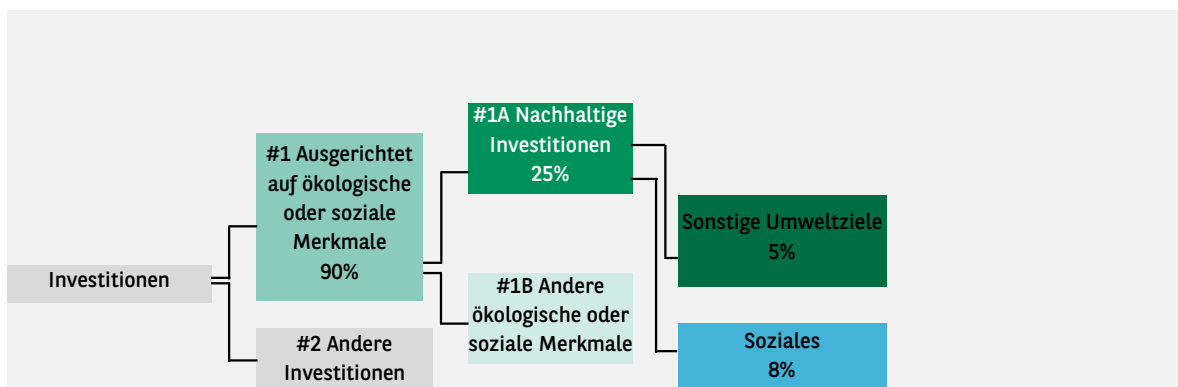 Investitionen
#1 Ausgerichtet
auf ökologische
oder soziale
Merkmale
90%
#2 Andere
Investitionen
#1A Nachhaltige
Investitionen
25%
#1B Andere
ökologische oder
soziale Merkmale
Sonstige Umweltziele
5%
Soziales
8%